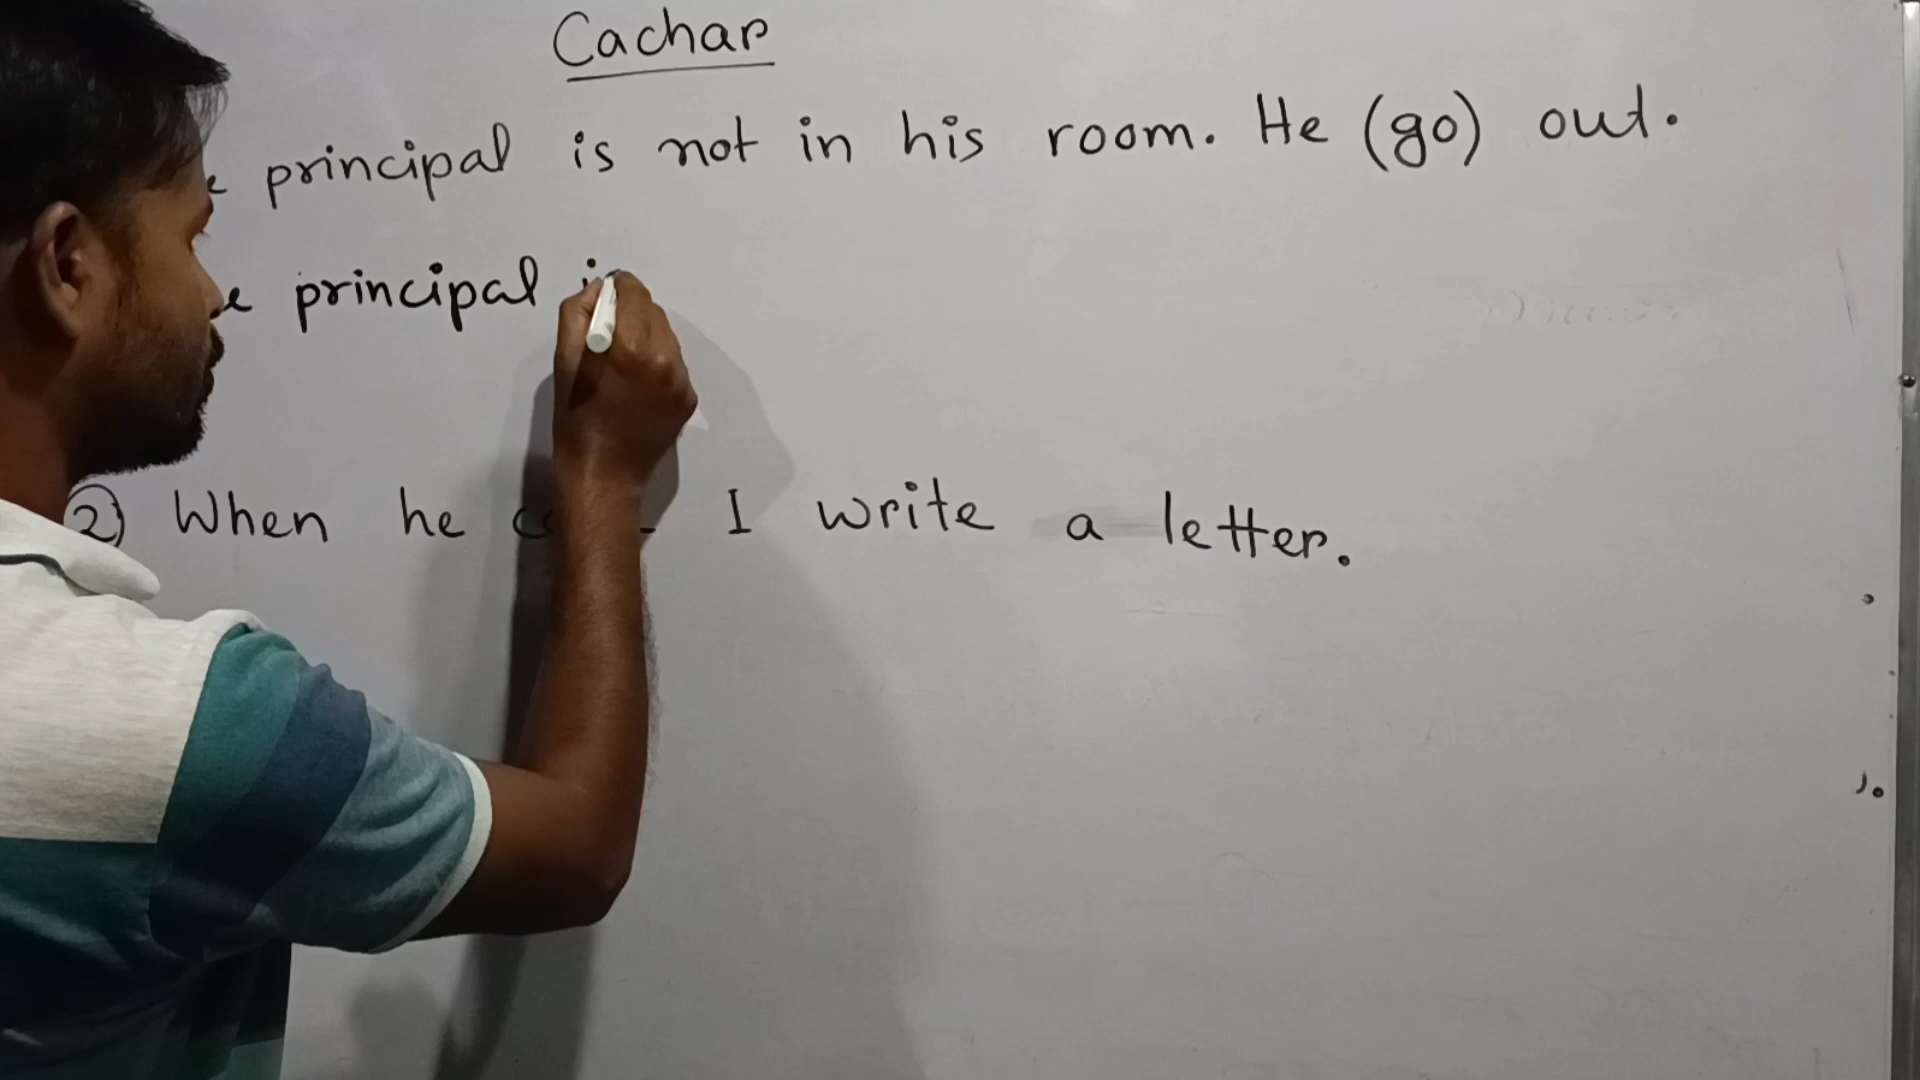 Cachar
principal is not in his room. He (go) out.
principal
2) When he I write a letter.